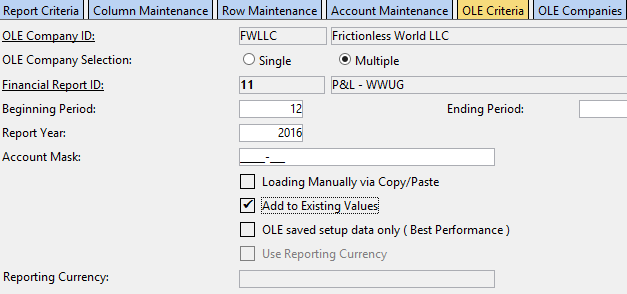 Report Criteria Column Maintenance Row Maintenance Account Maintenance OLE Criteria OLE Companies
OLE Company ID: FWLLC Frictionless World LLC
OLE Company Selection: Single Multiple
Financial Report ID: 11 P&L - WWUG
Beginning Period: 12 Ending Period:
Report Year: 2016
Account Mask: ____-___
Loading Manually via Copy/Paste
Add to Existing Values
OLE saved setup data only ( Best Performance )
Use Reporting Currency
Reporting Currency: